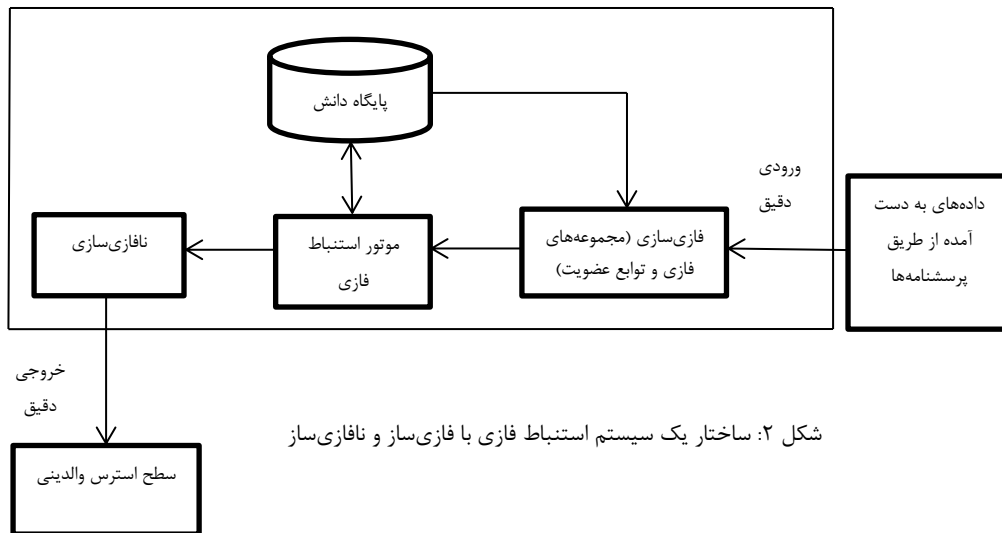 پایگاه دانش
ورودی
دقیق
داده‌های به دست
آمده از طریق
پرسشنامه‌ها
فازی‌سازی (مجموعه‌های
فازی و توابع عضویت)
موتور استنباط
فازی
نافازی‌سازی
خروجی
دقیق
سطح استرس والدینی
شکل ۲: ساختار یک سیستم استنباط فازی با فازی‌ساز و نافازی‌ساز